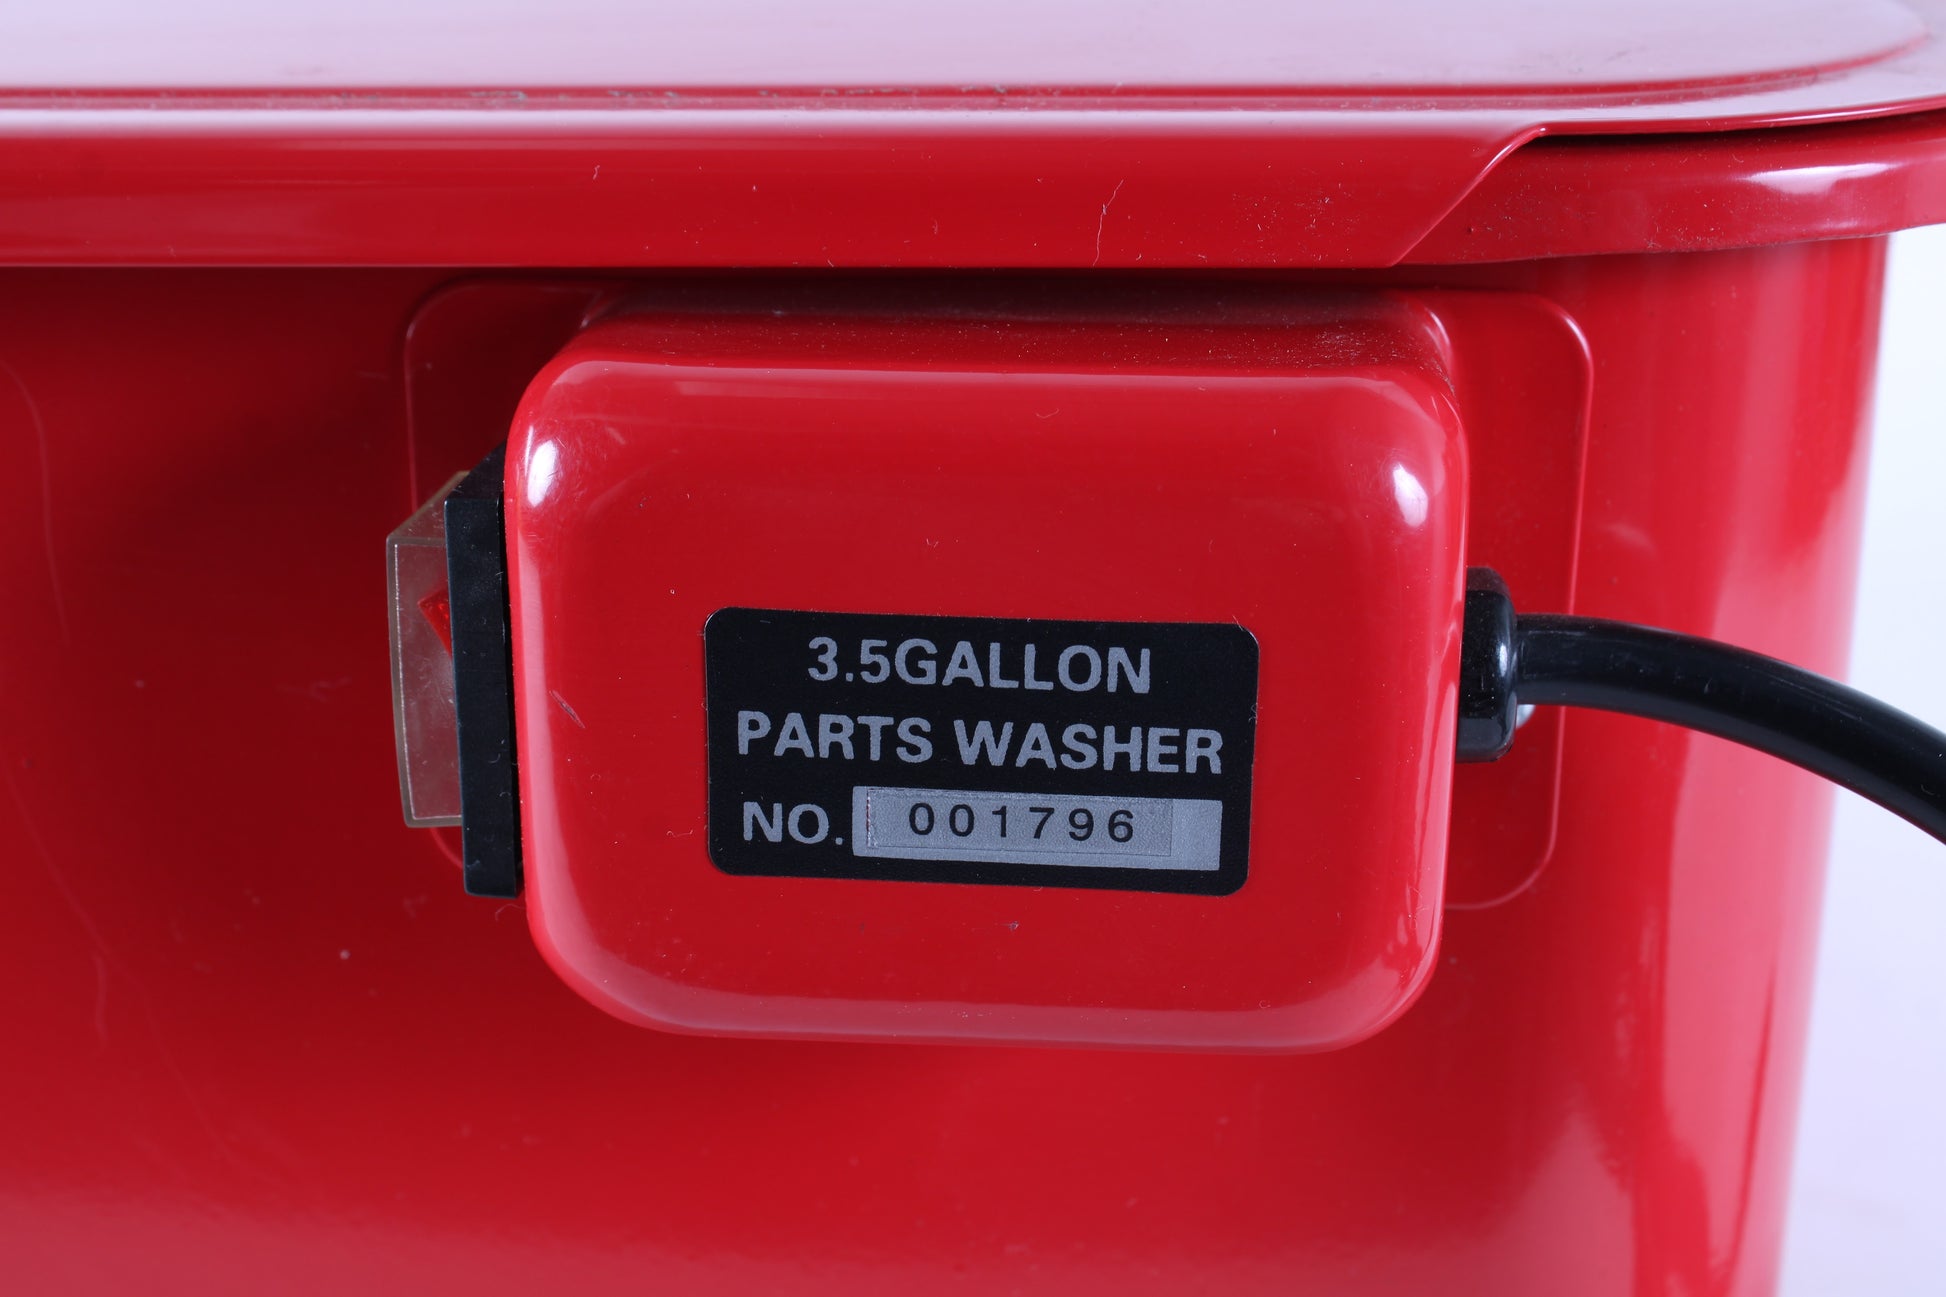 3.5GALLON
PARTS WASHER
NO. 001796